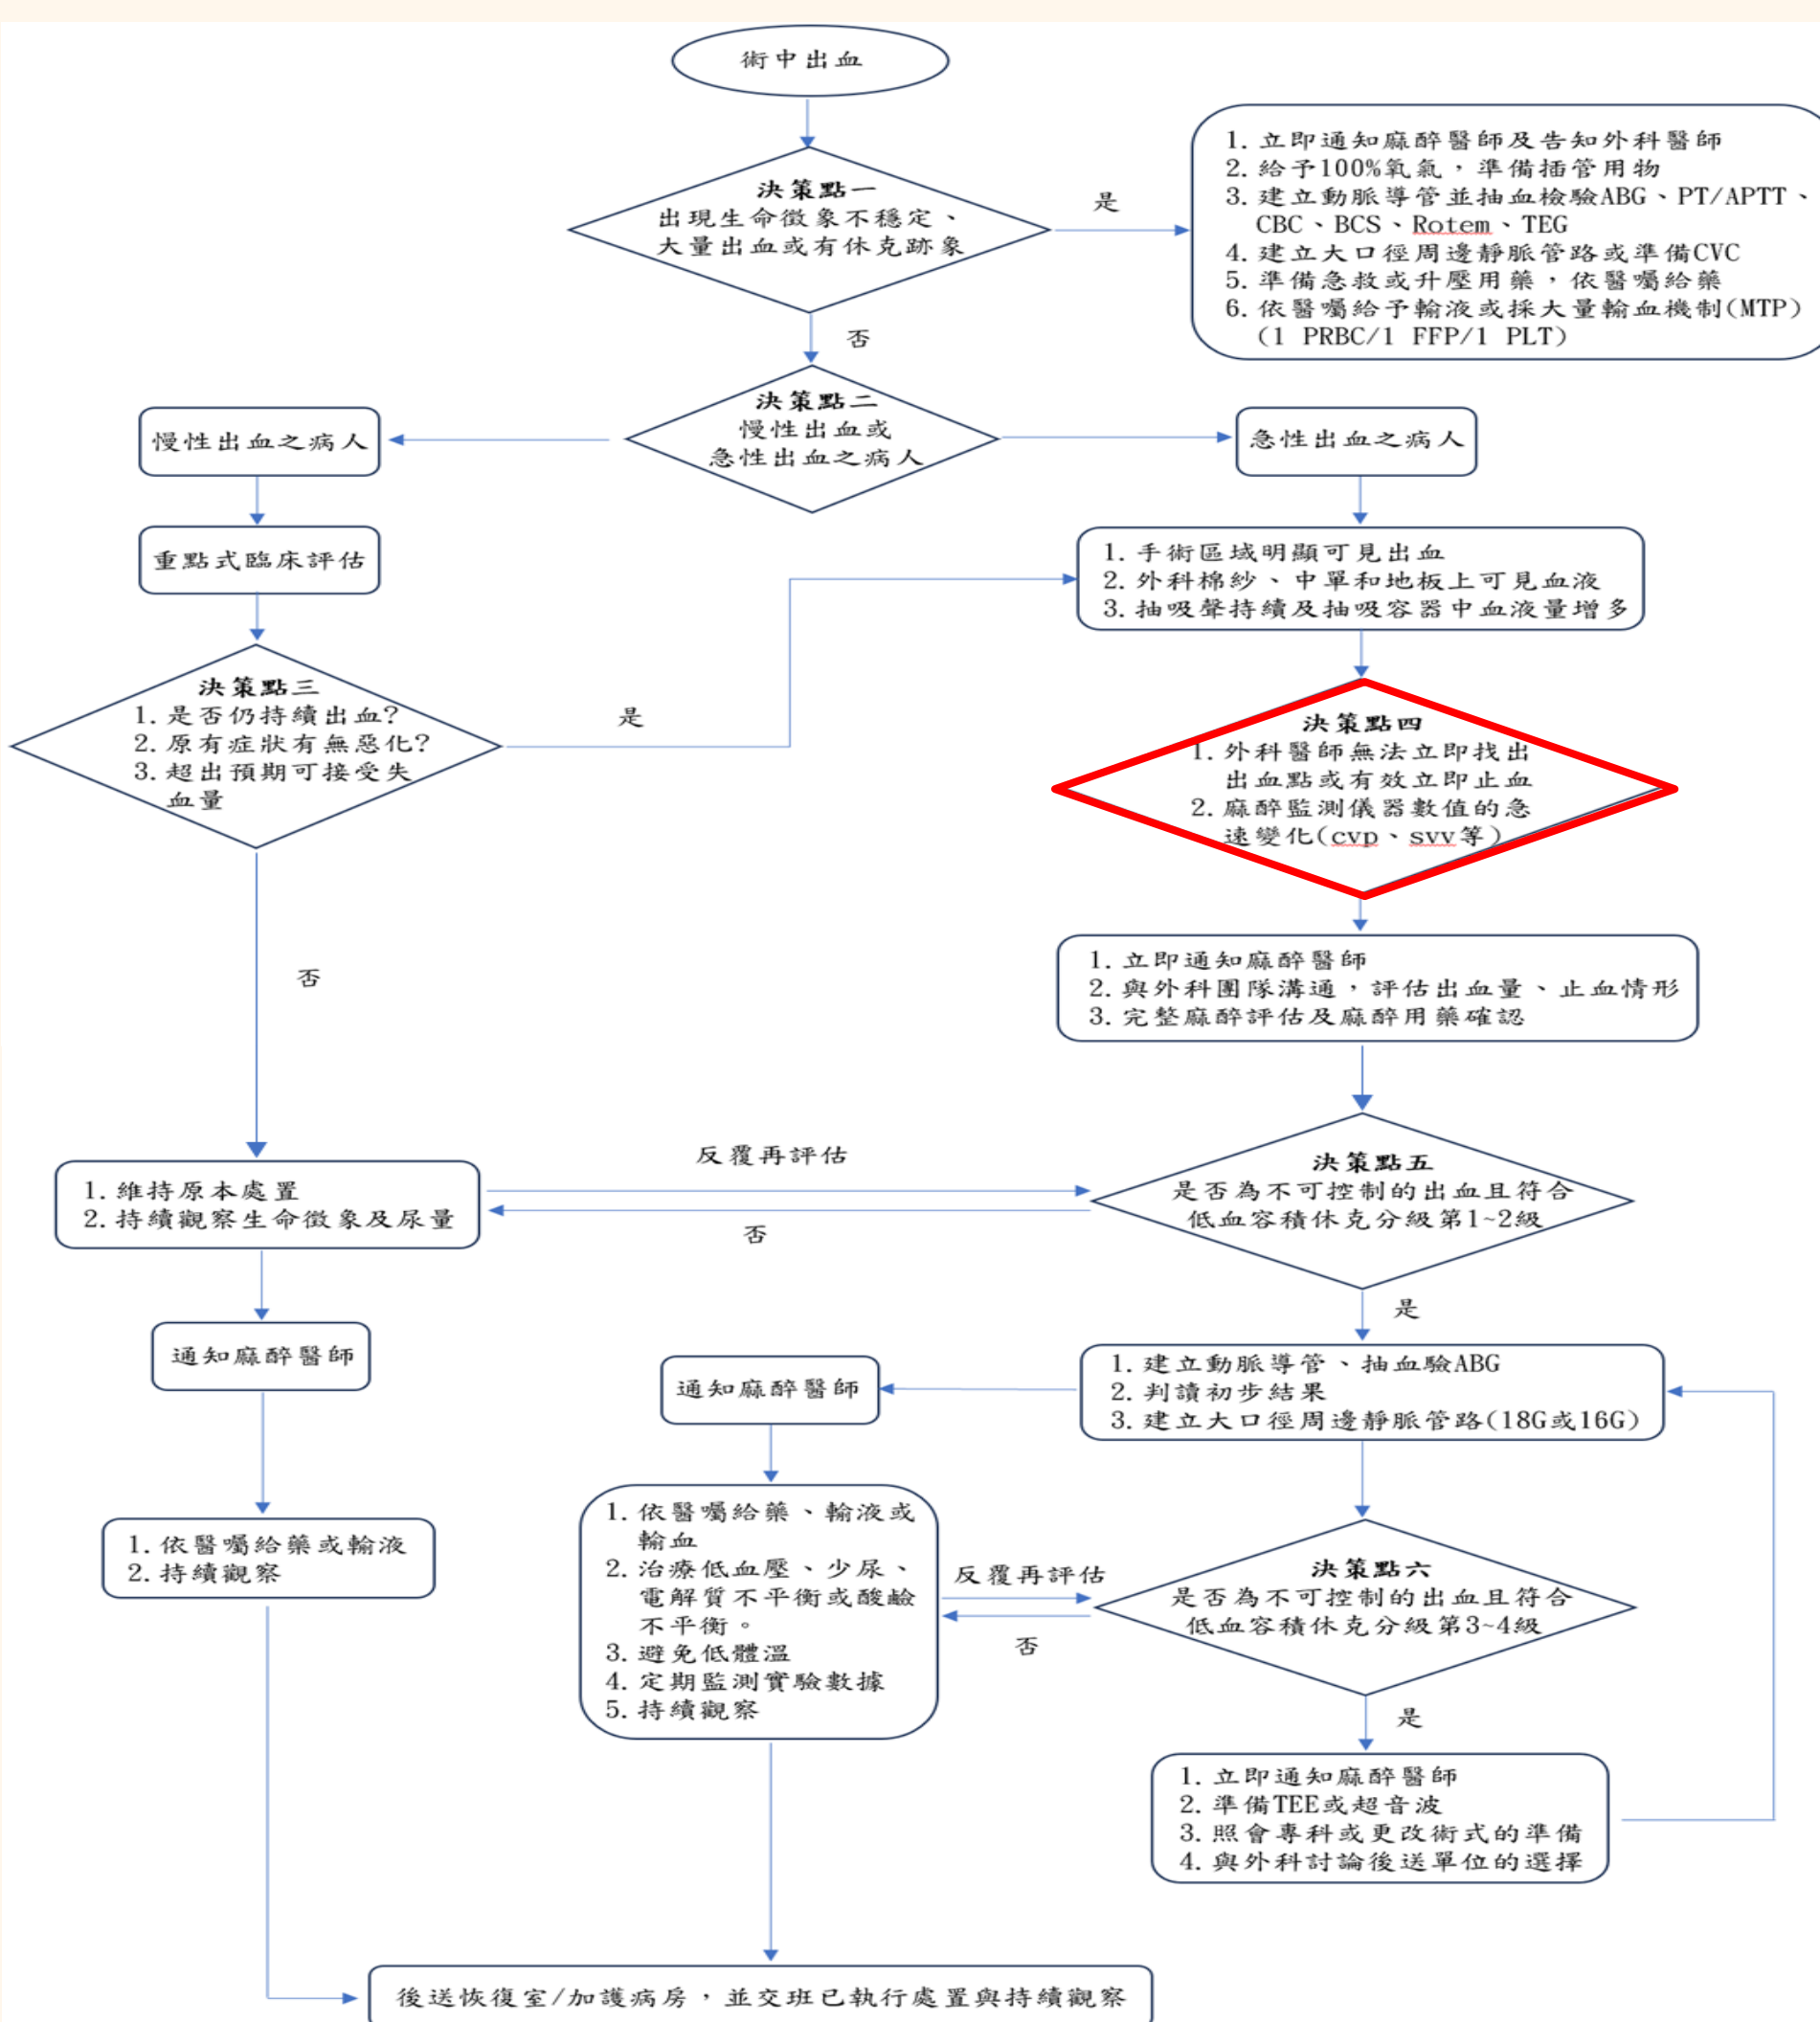 術中出血
決策點一
出現生命徵象不穩定、
大量出血或有休克跡象
是
1. 立即通知麻醉醫師及告知外科醫師
2. 給予100%氧氣，準備插管用物
3. 建立動脈導管並抽血檢驗ABG、PT/APTT、
CBC、BCS、Rotem、TEG
4. 建立大口徑周邊靜脈管路或準備CVC
5. 準備急救或升壓用藥，依醫囑給藥
6. 依醫囑給予輸液或採大量輸血機制(MTP)
(1 PRBC/1 FFP/1 PLT)
否
決策點二
慢性出血或
急性出血之病人
慢性出血之病人
急性出血之病人
重點式臨床評估
1. 手術區域明顯可見出血
2. 外科棉紗、中單和地板上可見血液
3. 抽吸聲持續及抽吸容器中血液量增多
決策點三
1. 是否仍持續出血?
2. 原有症狀有無惡化?
3. 超出預期可接受失
血量
是
決策點四
1. 外科醫師無法立即找出
出血點或有效立即止血
2. 麻醉監測儀器數值的急
速變化(cvp、svv等)
否
1. 立即通知麻醉醫師
2. 與外科團隊溝通，評估出血量、止血情形
3. 完整麻醉評估及麻醉用藥確認
1. 維持原本處置
2. 持續觀察生命徵象及尿量
反覆再評估
否
決策點五
是否為不可控制的出血且符合
低血容積休克分級第1~2級
是
通知麻醉醫師
通知麻醉醫師
1. 建立動脈導管、抽血驗ABG
2. 判讀初步結果
3. 建立大口徑周邊靜脈管路(18G或16G)
1. 依醫囑給藥或輸液
2. 持續觀察
1. 依醫囑給藥、輸液或
輸血
2. 治療低血壓、少尿、
電解質不平衡或酸鹼
不平衡。
3. 避免低體溫
4. 定期監測實驗數據
5. 持續觀察
反覆再評估
否
決策點六
是否為不可控制的出血且符合
低血容積休克分級第3~4級
是
1. 立即通知麻醉醫師
2. 準備TEE或超音波
3. 照會專科或更改術式的準備
4. 與外科討論後送單位的選擇
後送恢復室/加護病房，並交班已執行處置與持續觀察